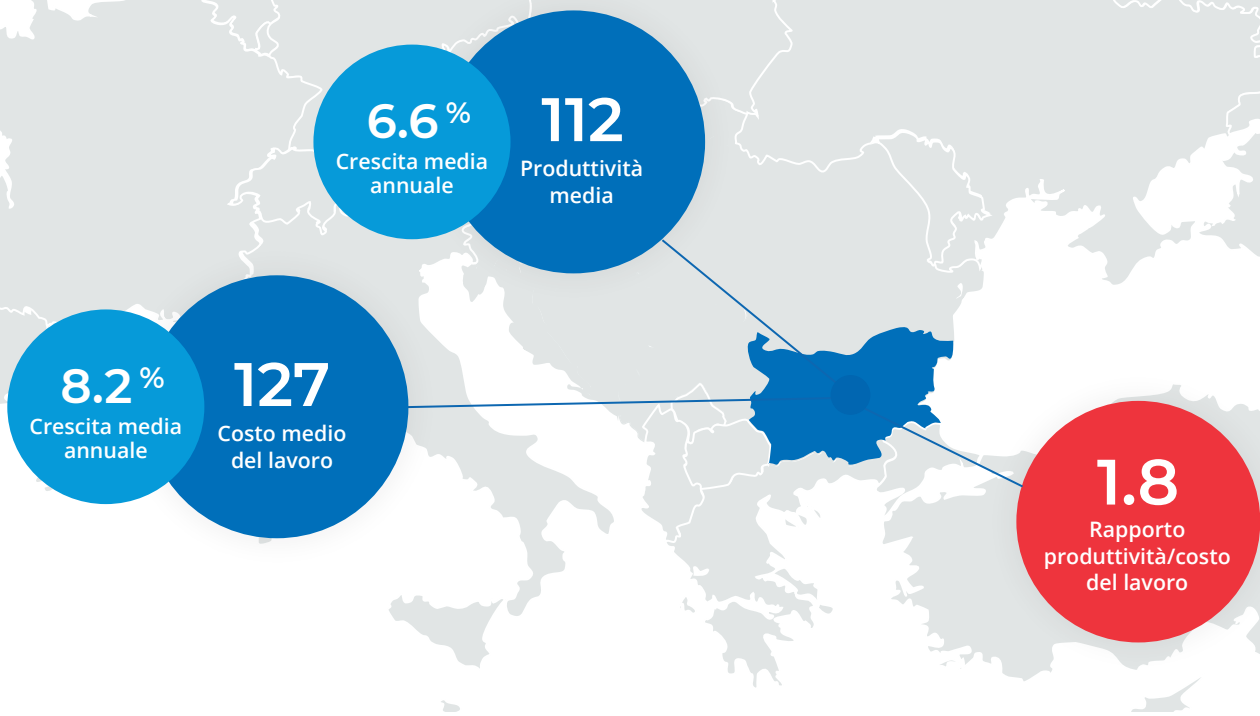 6.6 %
Crescita media
annuale
112
Produttività
media
8.2 %
Crescita media
annuale
127
Costo medio
del lavoro
1.8
Rapporto
produttività/costo
del lavoro